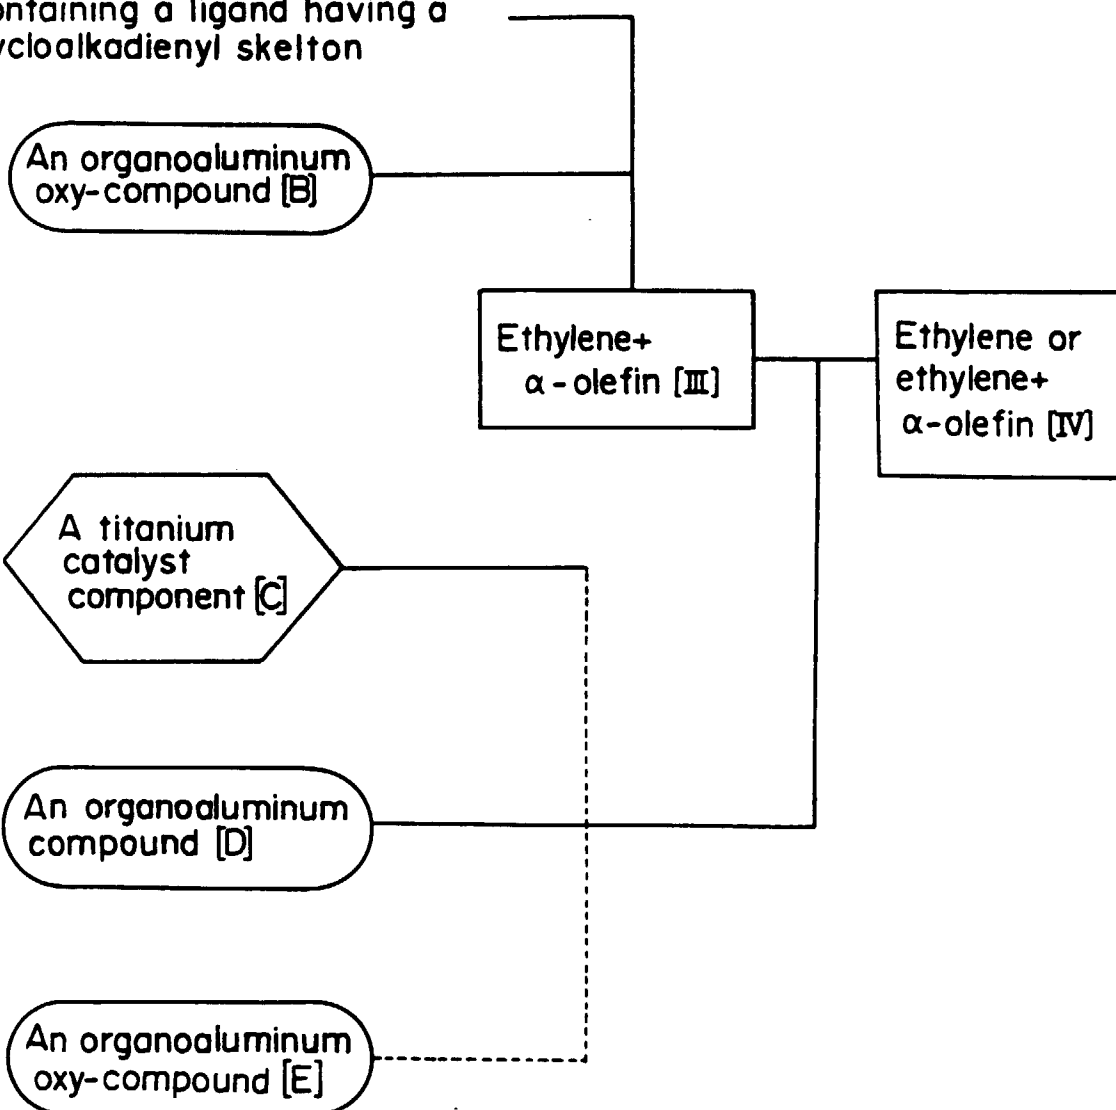 ontaining a ligand having a
ycloalkadienyl skelton
An organoaluminum
oxy-compound [B]
Ethylene+
α-olefin [III]
Ethylene or
ethylene+
α-olefin [IV]
A titanium
catalyst
component [C]
An organoaluminum
compound [D]
An organoaluminum
oxy-compound [E]